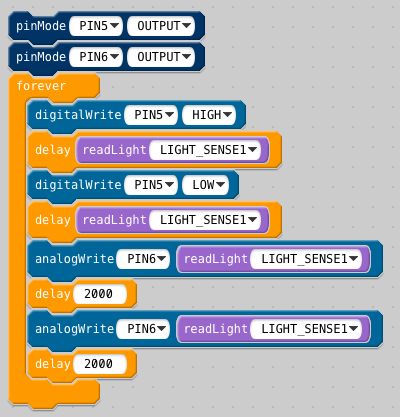 pinMode PIN5 OUTPUT
pinMode PIN6 OUTPUT
forever
digitalWrite PIN5 HIGH
delay readLight LIGHT_SENSE1
digitalWrite PIN5 LOW
delay readLight LIGHT_SENSE1
analogWrite PIN6 readLight LIGHT_SENSE1
delay 2000
analogWrite PIN6 readLight LIGHT_SENSE1
delay 2000